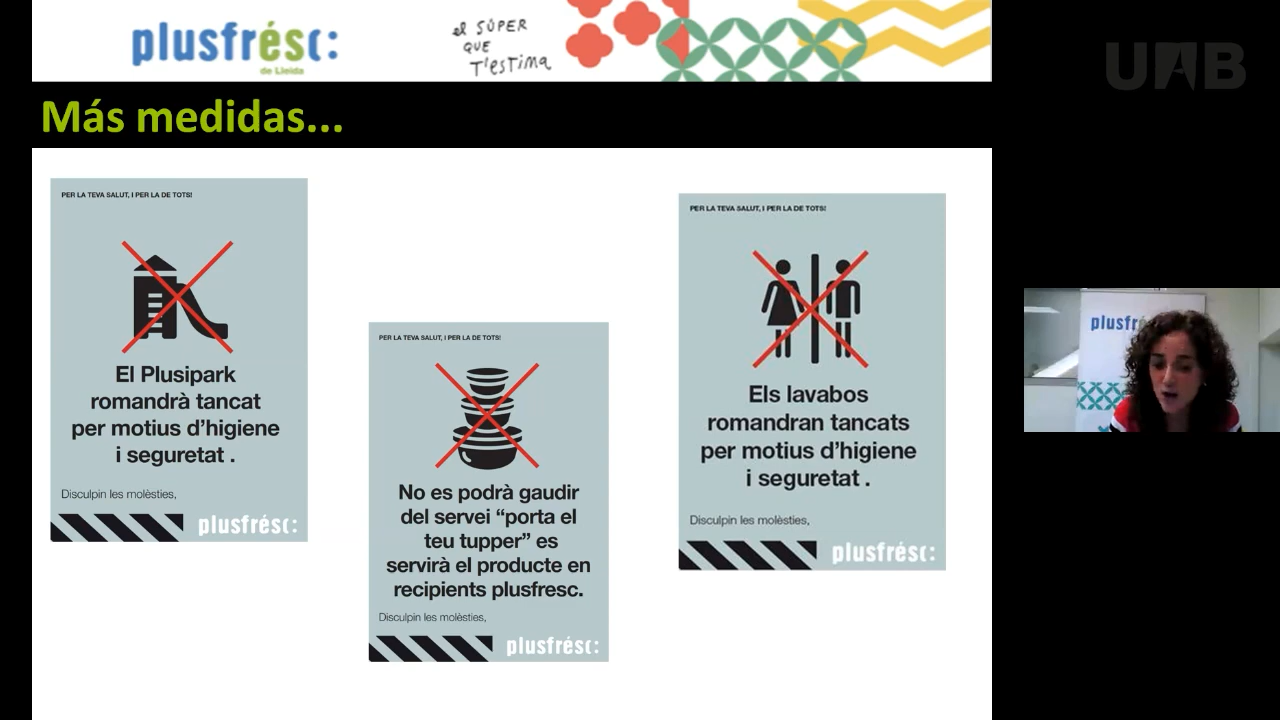 plusfrésc:
de Lleida
el SÚPER
QUE
T'estima
UAB
Más medidas...
PER LA TEVA SALUT, I PER LA DE TOTS!
El Plusipark
romandrà tancat
per motius d'higiene
i seguretat .
Disculpin les molèsties,
plusfrésc:
PER LA TEVA SALUT, I PER LA DE TOTS!
No es podrà gaudir
del servei “porta el
teu tupper” es
servirà el producte en
recipients plusfresc.
Disculpin les molèsties,
plusfrésc:
PER LA TEVA SALUT, I PER LA DE TOTS!
Els lavabos
romandran tancats
per motius d'higiene
i seguretat .
Disculpin les molèsties,
plusfrésc: